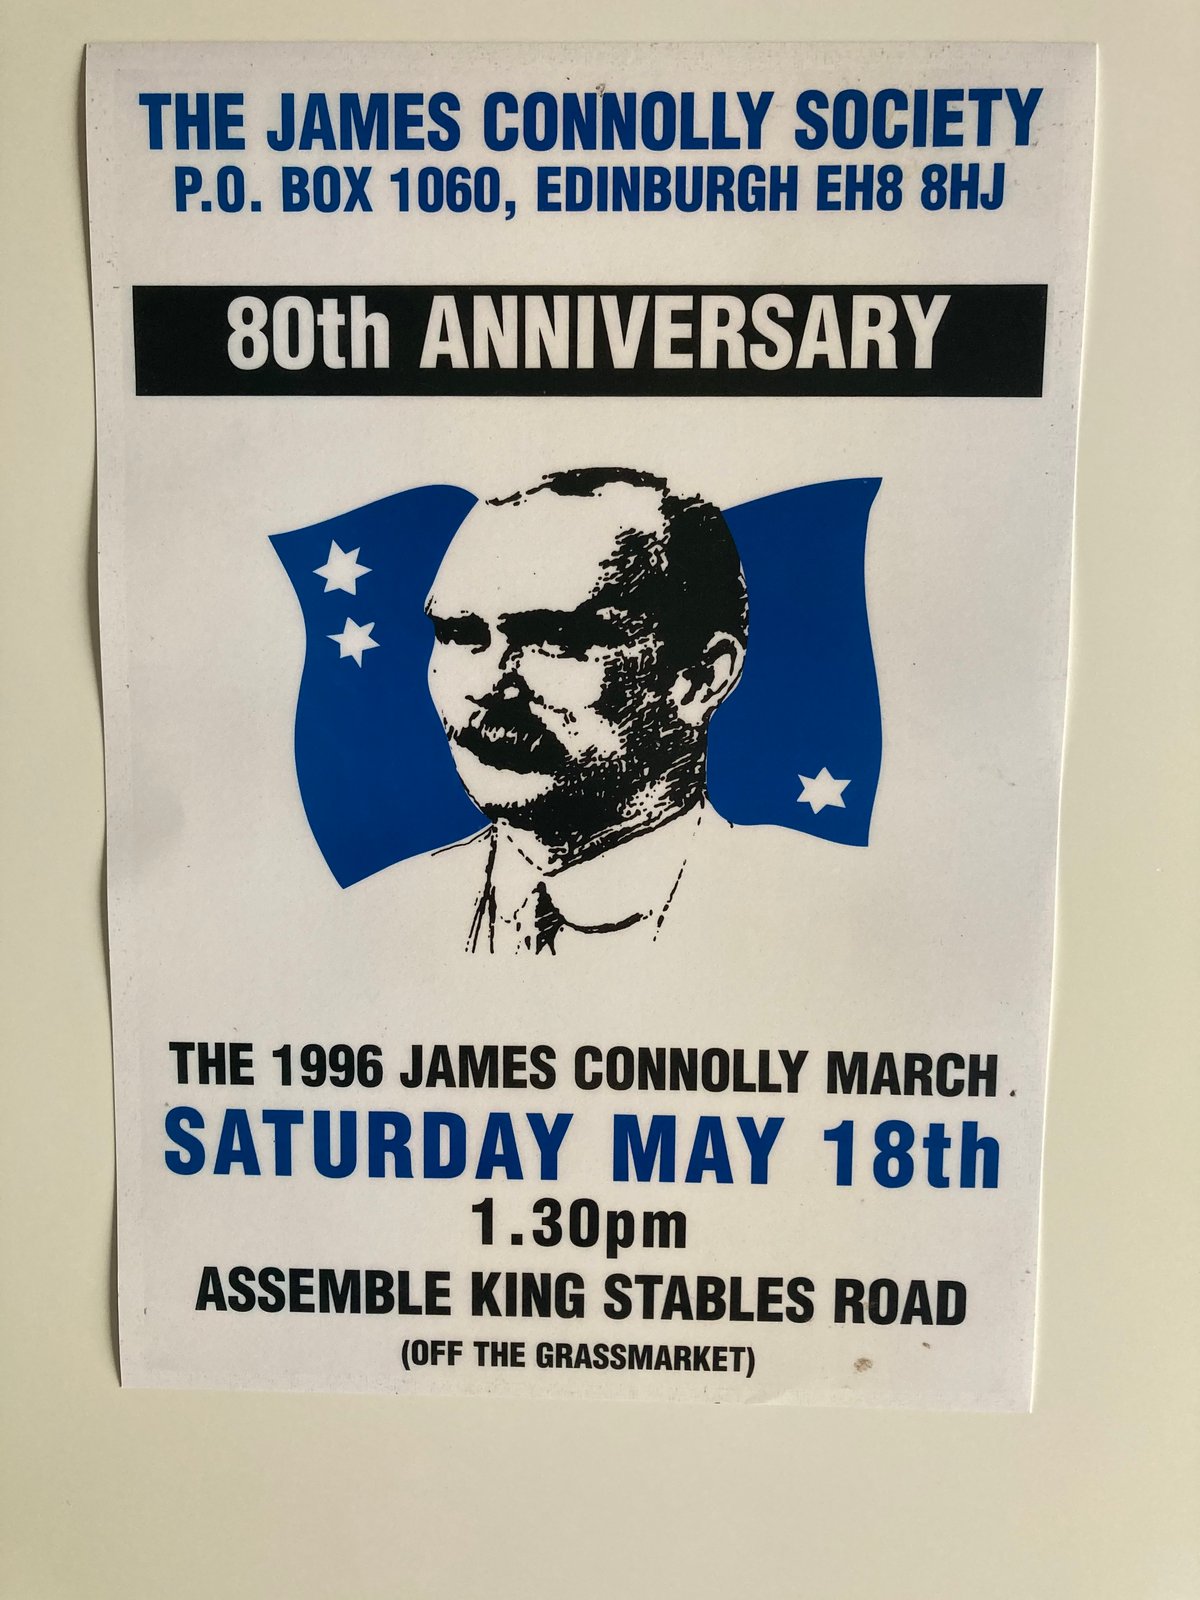 THE JAMES CONNOLLY SOCIETY
P.O. BOX 1060, EDINBURGH EH8 8HJ
80th ANNIVERSARY
THE 1996 JAMES CONNOLLY MARCH
SATURDAY MAY 18th
1.30pm
ASSEMBLE KING STABLES ROAD
(OFF THE GRASSMARKET)